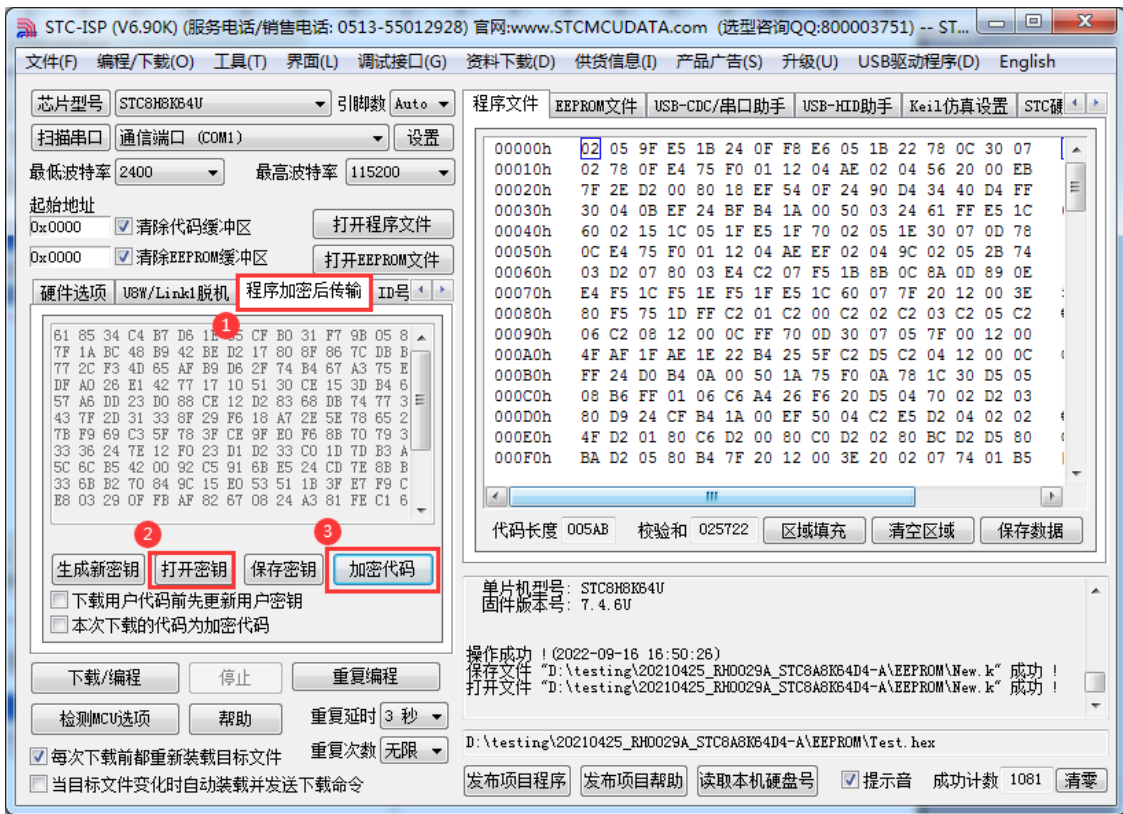 STC-ISP (V6.90K) (服务电话/销售电话: 0513-55012928) 官网:www.STCMCUDATA.com (选型咨询QQ:800003751) -- ST...
文件(F) 编程/下载(O) 工具(T) 界面(L) 调试接口(G) 资料下载(D) 供货信息(I) 产品广告(S) 升级(U) USB驱动程序(D) English
芯片型号 STC8H8K64U 引脚数 Auto
扫描串口 通信端口 (COM1) 设置
最低波特率 2400 最高波特率 115200
起始地址
0x0000 清除代码缓冲区 打开程序文件
0x0000 清除EEPROM缓冲区 打开EEPROM文件
硬件选项 U8W/Link1脱机 程序加密后传输 ID号
1
61 85 34 C4 B7 D6 CF B0 31 F7 9B 05 8
7F 1A BC 48 B9 42 BE D2 17 80 8F 86 7C DB B
77 2C F3 4D 65 AF B9 D6 2F 74 B4 67 A3 75 E
DF A0 26 E1 42 77 17 10 51 30 CE 15 3D B4 6
57 A6 DD 23 D0 88 CE 12 D2 83 68 DB 74 77 3
43 7F 2D 31 33 8F 29 F6 18 A7 2E 5E 78 65 2
7B F9 69 C3 5F 78 3F CE 9F E0 F6 8B 70 79 3
33 36 24 7E 12 F0 23 D1 D2 33 C0 1D 7D B3 A
5C 6C B5 42 00 92 C5 91 6B E5 24 CD 7E 8B B
33 6B B2 70 84 9C 15 E0 53 51 1B 3F E7 F9 C
E8 03 29 0F FB AF 82 67 08 24 A3 81 FE C1 6
2 3
生成新密钥 打开密钥 保存密钥 加密代码
下载用户代码前先更新用户密钥
本次下载的代码为加密代码
下载/编程 停止 重复编程
检测MCU选项 帮助 重复延时 3 秒
每次下载前都重新装载目标文件 重复次数 无限
当目标文件变化时自动装载并发送下载命令
程序文件 EEPROM文件 USB-CDC/串口助手 USB-HID助手 Keil仿真设置 STC硬
00000h 02 05 9F E5 1B 24 0F F8 E6 05 1B 22 78 0C 30 07
00010h 02 78 0F E4 75 F0 01 12 04 AE 02 04 56 20 00 EB
00020h 7F 2E D2 00 80 18 EF 54 0F 24 90 D4 34 40 D4 FF
00030h 30 04 0B EF 24 BF B4 1A 00 50 03 24 61 FF E5 1C
00040h 60 02 15 1C 05 1F E5 1F 70 02 05 1E 30 07 0D 78
00050h 0C E4 75 F0 01 12 04 AE EF 02 04 9C 02 05 2B 74
00060h 03 D2 07 80 03 E4 C2 07 F5 1B 8B 0C 8A 0D 89 0E
00070h E4 F5 1C F5 1E F5 1F E5 1C 60 07 7F 20 12 00 3E
00080h 80 F5 75 1D FF C2 01 C2 00 C2 02 C2 03 C2 05 C2
00090h 06 C2 08 12 00 0C FF 70 0D 30 07 05 7F 00 12 00
000A0h 4F AF 1F AE 1E 22 B4 25 5F C2 D5 C2 04 12 00 0C
000B0h FF 24 D0 B4 0A 00 50 1A 75 F0 0A 78 1C 30 D5 05
000C0h 08 B6 FF 01 06 C6 A4 26 F6 20 D5 04 70 02 D2 03
000D0h 80 D9 24 CF B4 1A 00 EF 50 04 C2 E5 D2 04 02 02
000E0h 4F D2 01 80 C6 D2 00 80 C0 D2 02 80 BC D2 D5 80
000F0h BA D2 05 80 B4 7F 20 12 00 3E 20 02 07 74 01 B5
代码长度 005AB 校验和 025722 区域填充 清空区域 保存数据
单片机型号: STC8H8K64U
固件版本号: 7.4.6U
操作成功 !(2022-09-16 16:50:26)
保存文件 "D:\testing\20210425_RH0029A_STC8A8K64D4-A\EEPROM\New.k" 成功 !
打开文件 "D:\testing\20210425_RH0029A_STC8A8K64D4-A\EEPROM\New.k" 成功 !
D:\testing\20210425_RH0029A_STC8A8K64D4-A\EEPROM\Test.hex
发布项目程序 发布项目帮助 读取本机硬盘号 提示音 成功计数 1081 清零